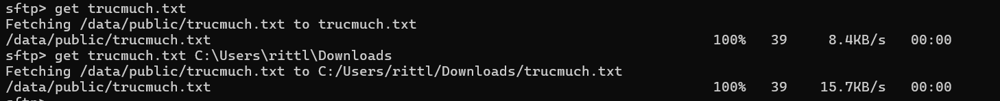 sftp> get trucmuch.txt
Fetching /data/public/trucmuch.txt to trucmuch.txt
/data/public/trucmuch.txt 100% 39 8.4KB/s 00:00
sftp> get trucmuch.txt C:\Users\rittl\Downloads
Fetching /data/public/trucmuch.txt to C:/Users/rittl/Downloads/trucmuch.txt
/data/public/trucmuch.txt 100% 39 15.7KB/s 00:00
sftp>